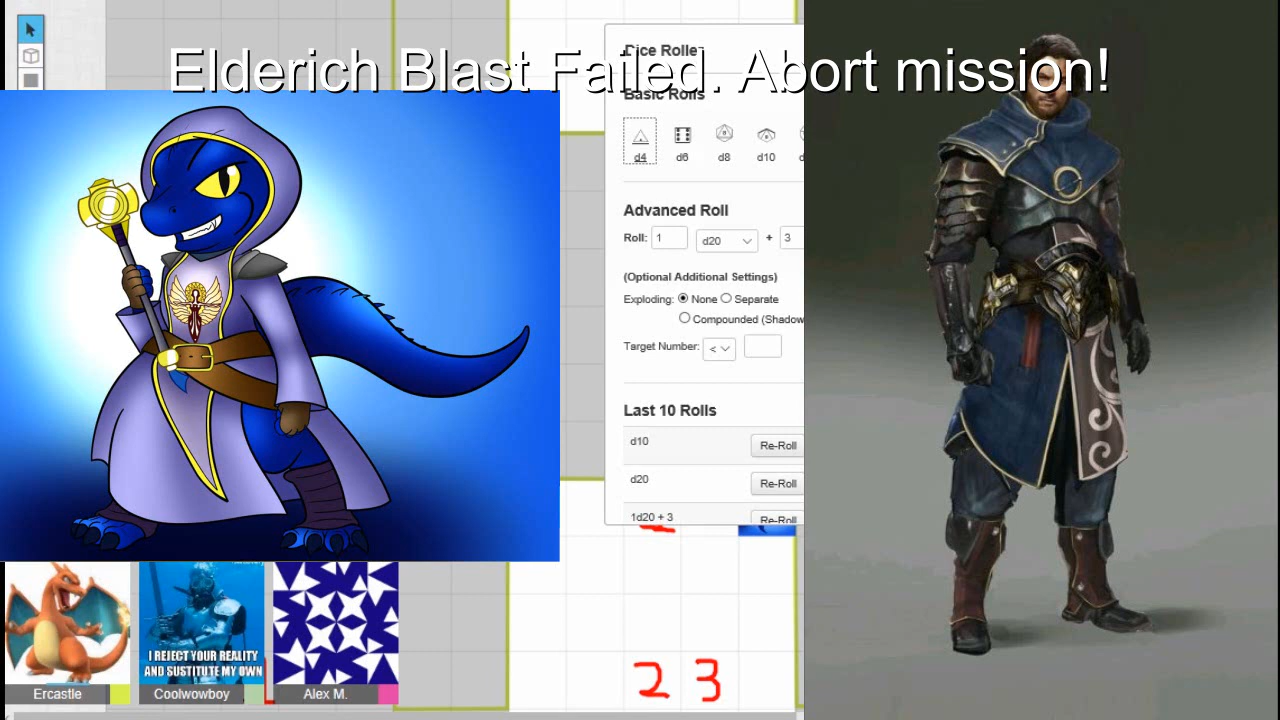 Elderich Blast Failed. Abort mission!
Dice Rolle
Basic Rolls
d4 d6 d8 d10
Advanced Roll
Roll: 1 d20 + 3
(Optional Additional Settings)
Exploding: None Separate
Compounded (Shadow
Target Number: <
Last 10 Rolls
d10 Re-Roll
d20 Re-Roll
1d20 + 3 Re-Roll
I REJECT YOUR REALITY
AND SUSTITUTE MY OWN
Ercastle Coolwowboy Alex M.
2 3